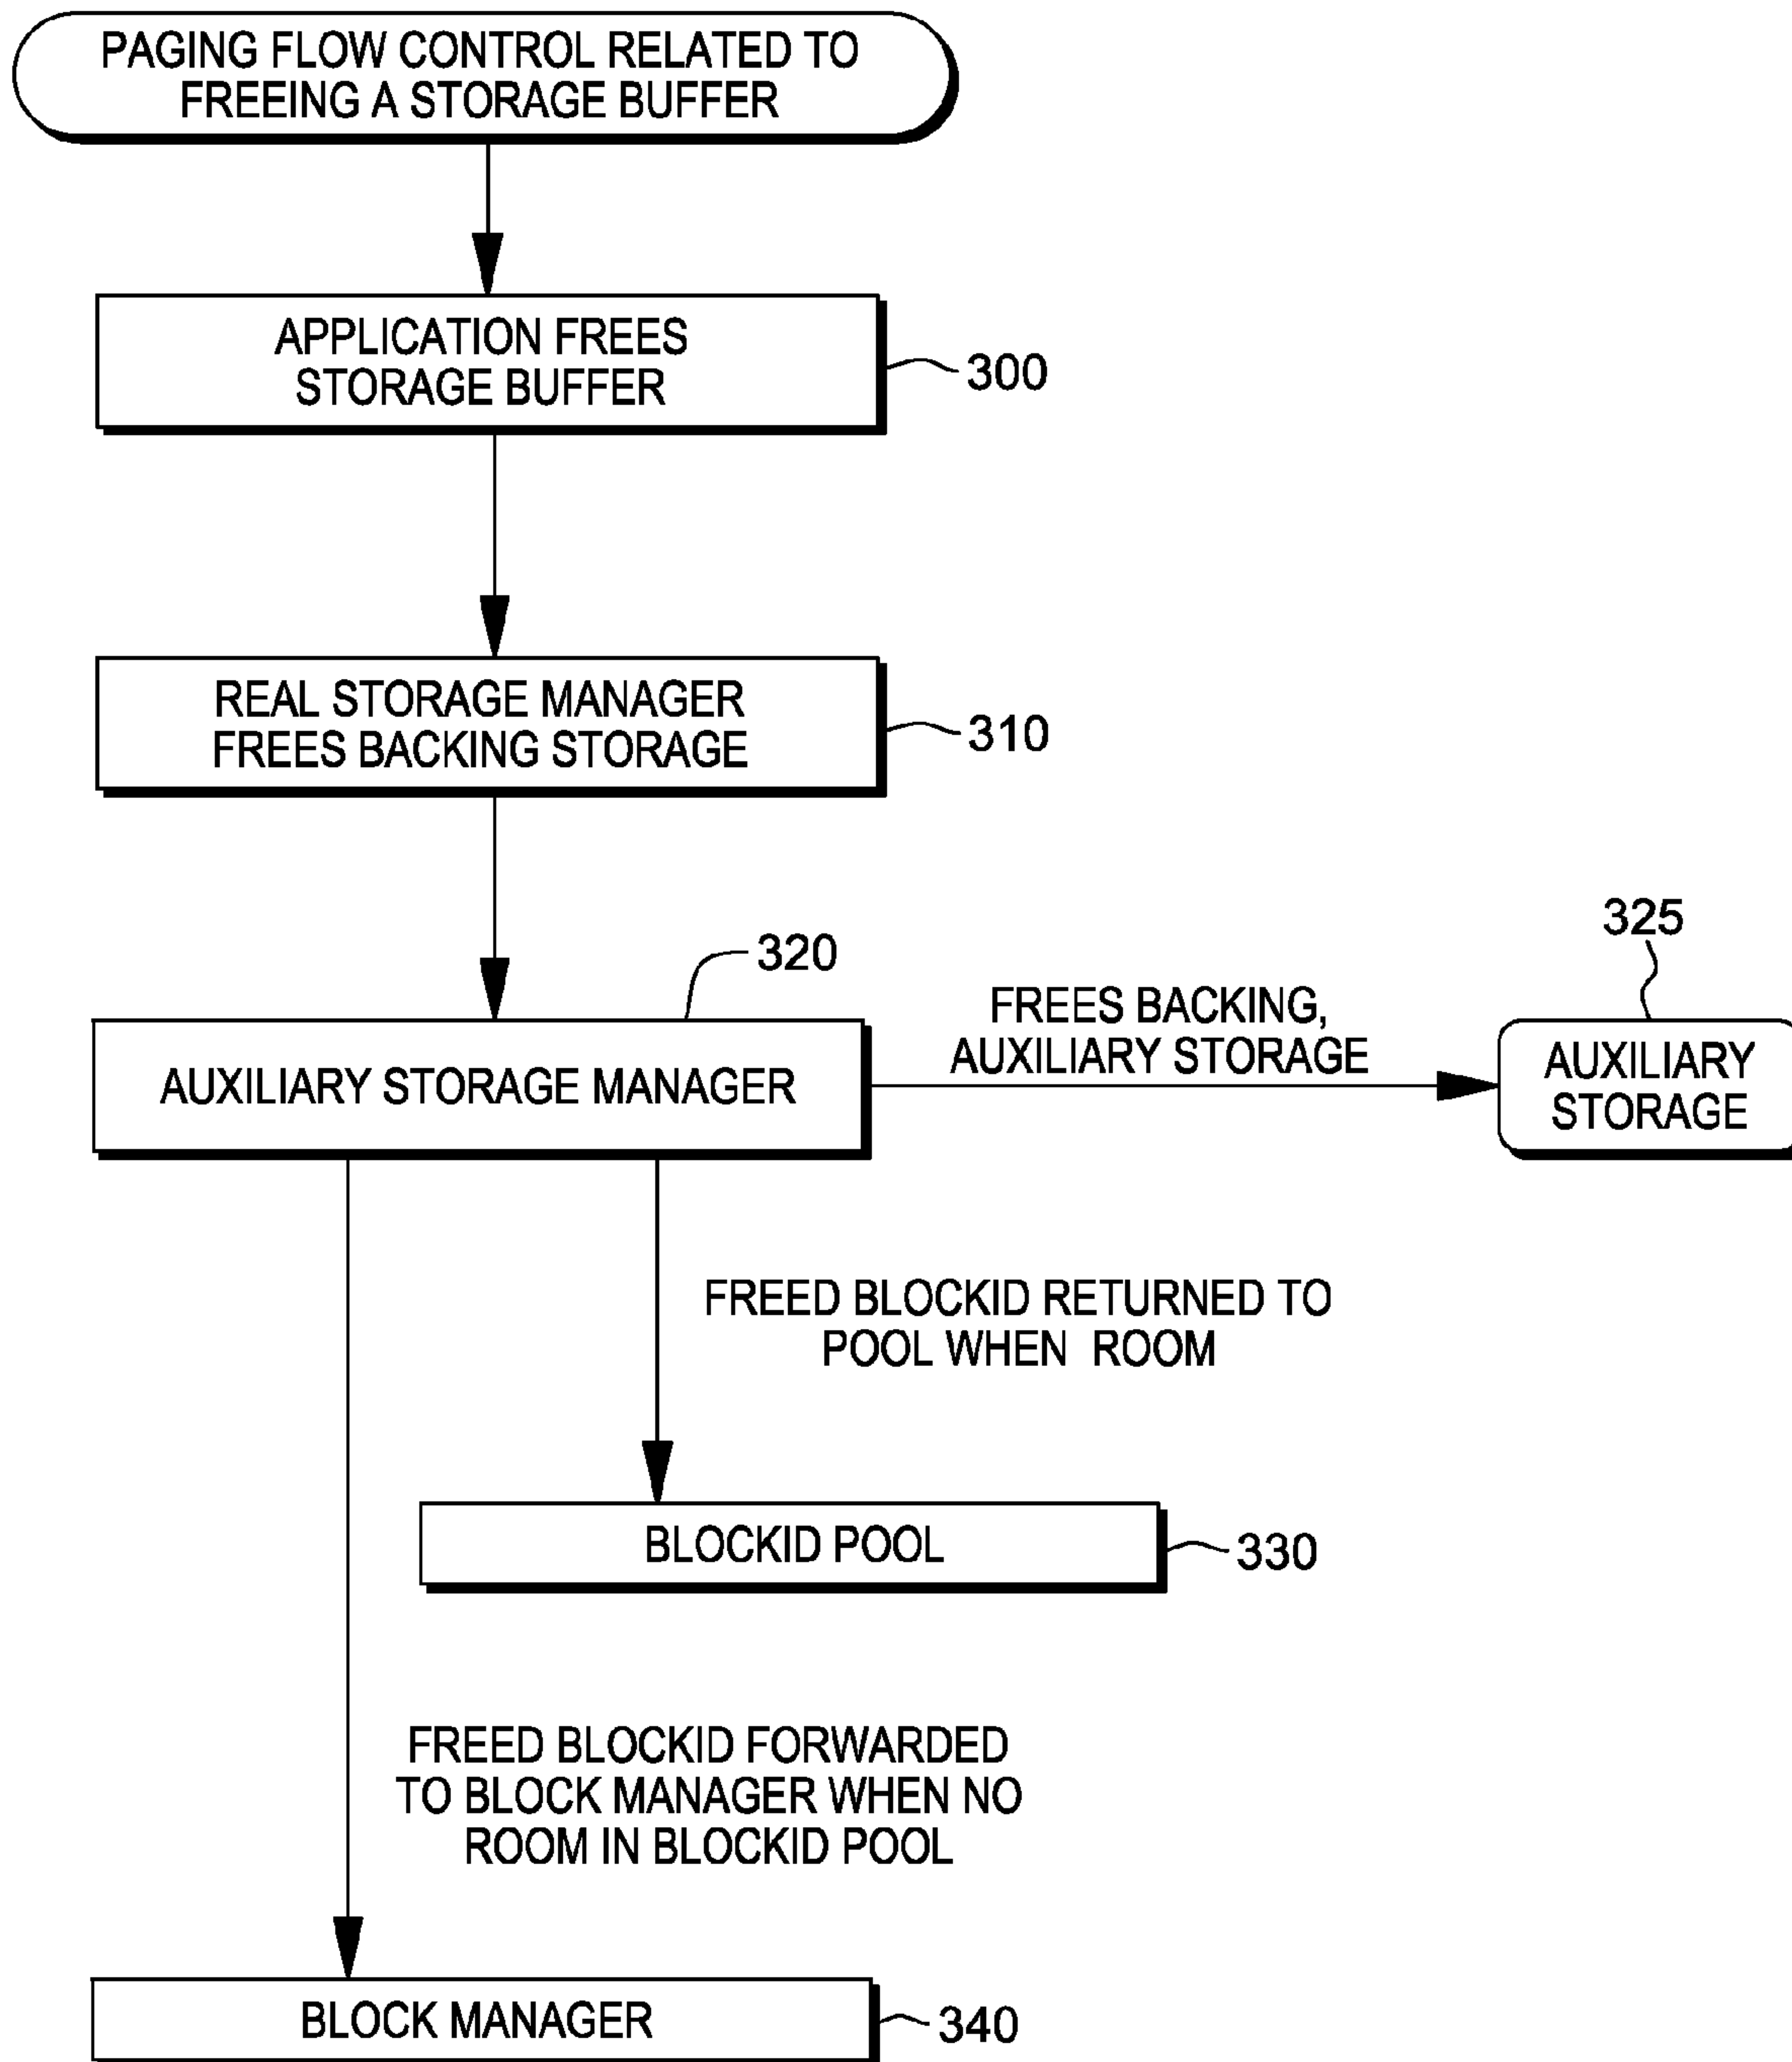 PAGING FLOW CONTROL RELATED TO
FREEING A STORAGE BUFFER
APPLICATION FREES
STORAGE BUFFER
300
REAL STORAGE MANAGER
FREES BACKING STORAGE
310
320
325
FREES BACKING,
AUXILIARY STORAGE
AUXILIARY STORAGE MANAGER
AUXILIARY
STORAGE
FREED BLOCKID RETURNED TO
POOL WHEN ROOM
BLOCKID POOL
330
FREED BLOCKID FORWARDED
TO BLOCK MANAGER WHEN NO
ROOM IN BLOCKID POOL
BLOCK MANAGER
340